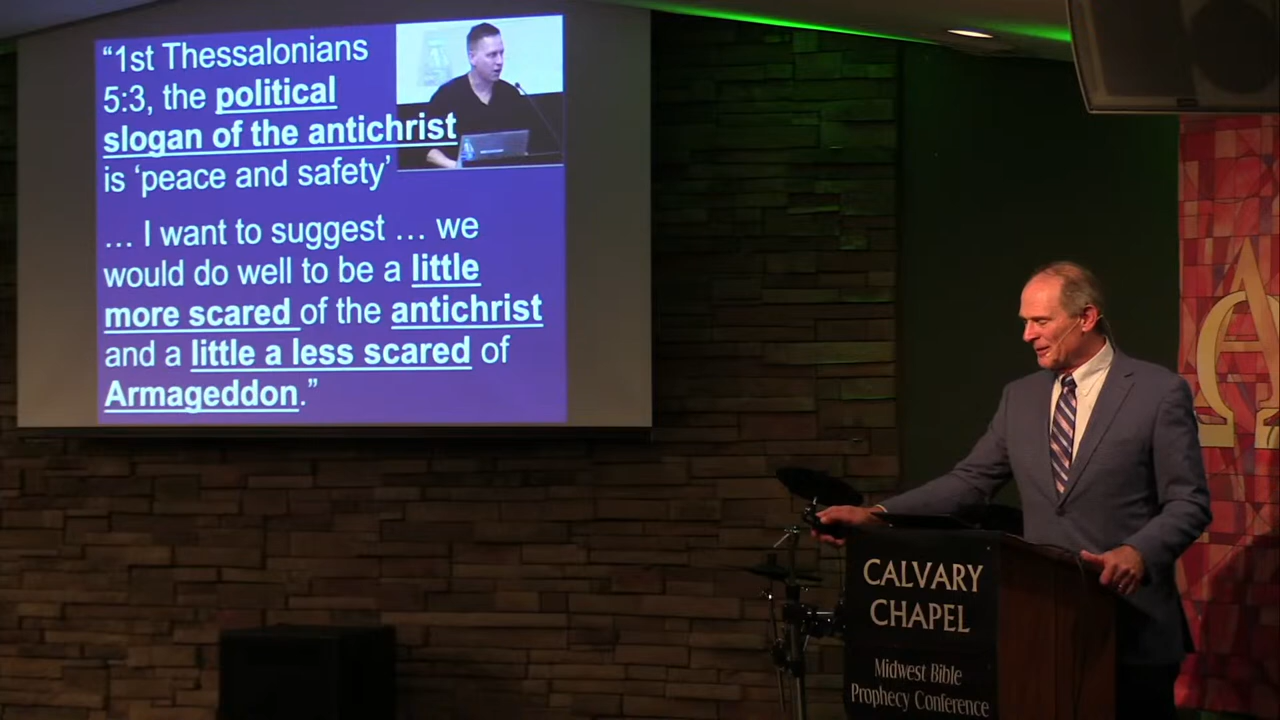 “1st Thessalonians
5:3, the political
slogan of the antichrist
is ‘peace and safety’
… I want to suggest … we
would do well to be a little
more scared of the antichrist
and a little a less scared of
Armageddon.”
CALVARY
CHAPEL
Midwest Bible
Prophecy Conference